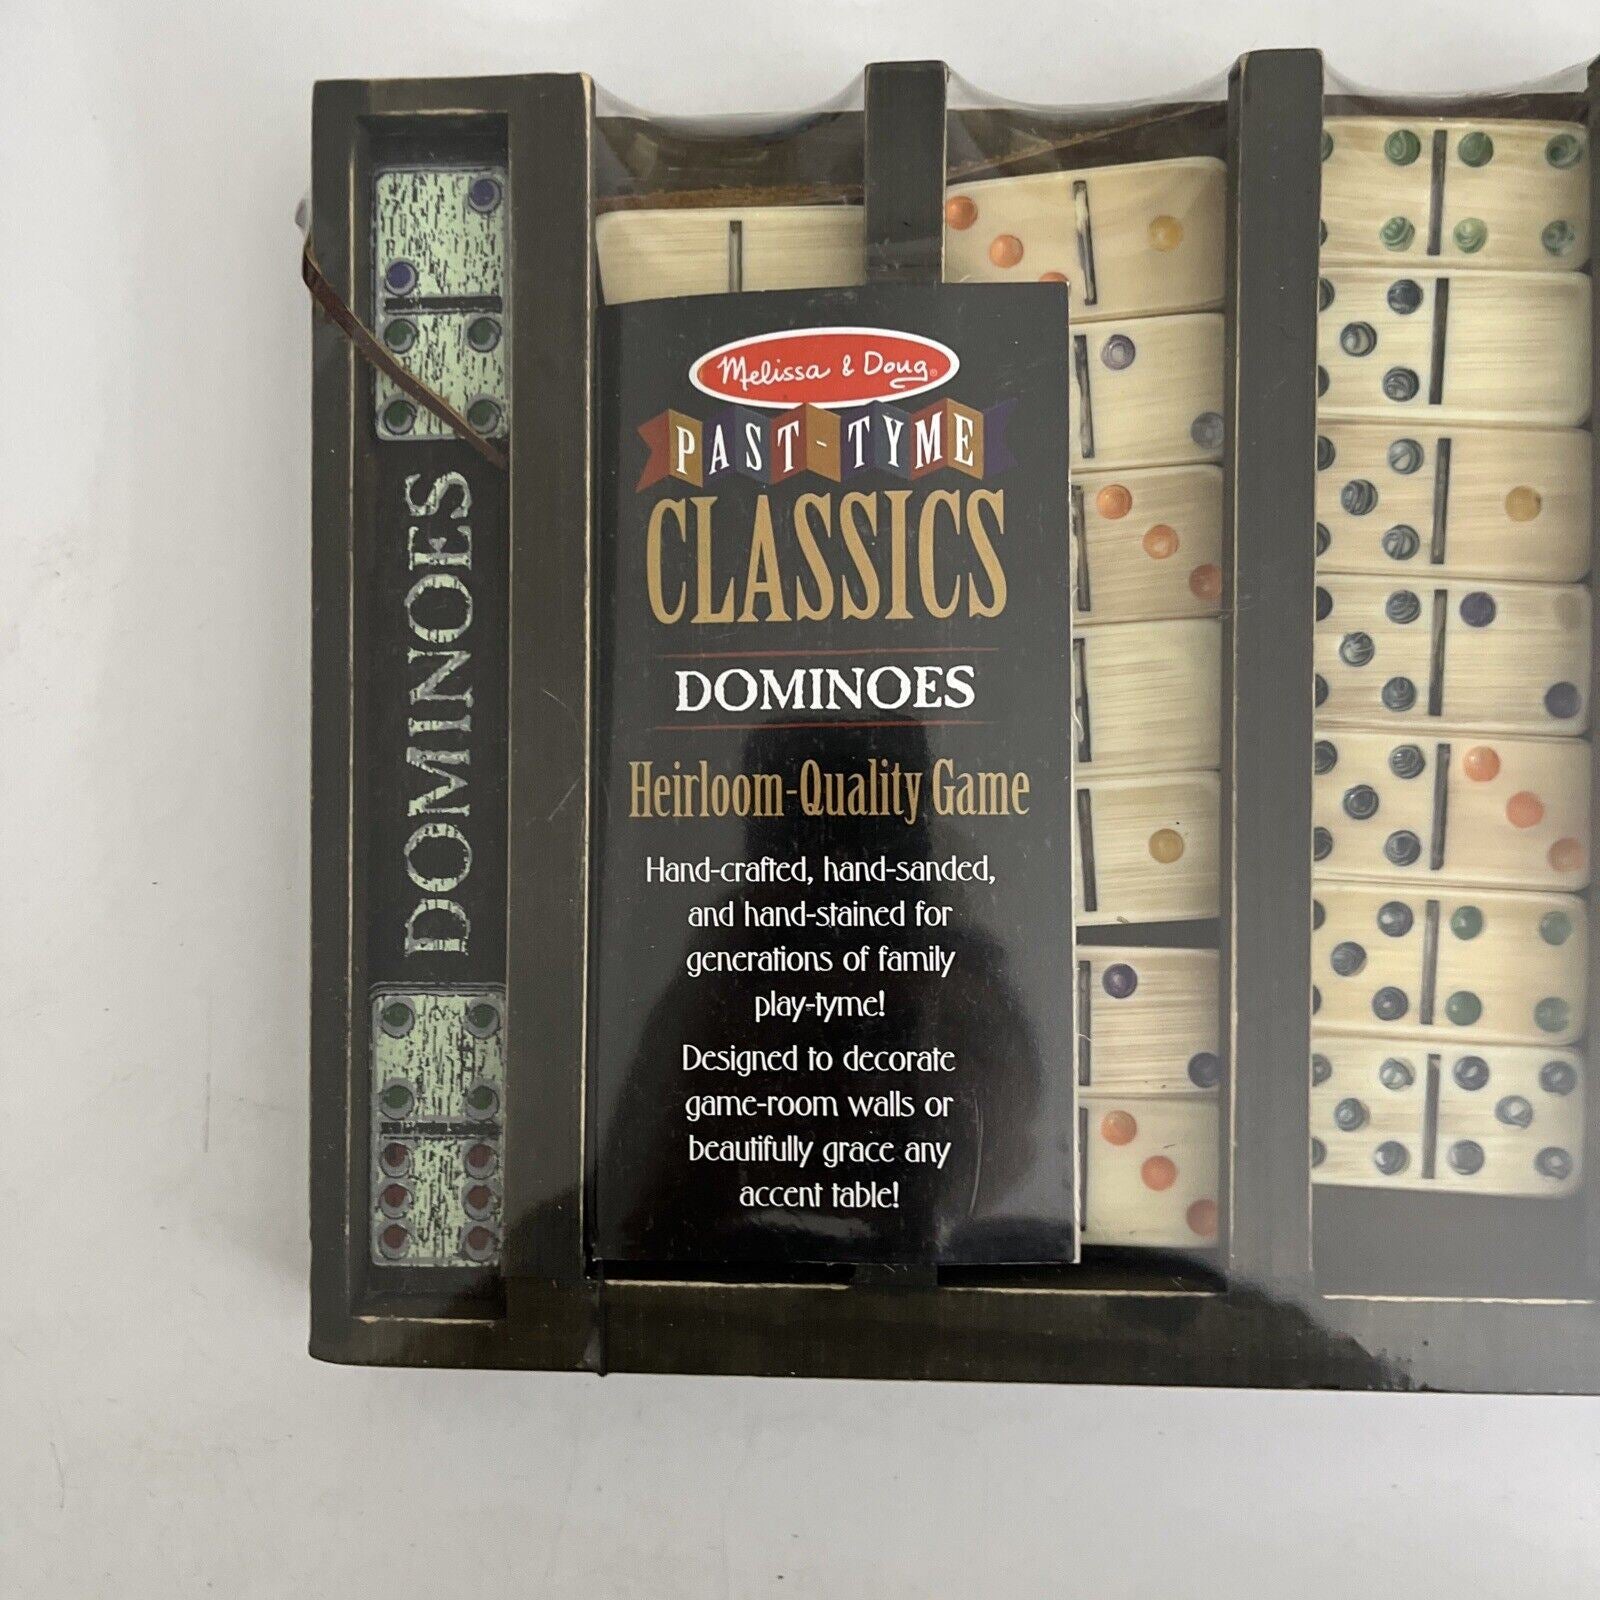 DOMINOES
Melissa & Doug®
PAST-TYME
CLASSICS
DOMINOES
Heirloom-Quality Game
Hand-crafted, hand-sanded,
and hand-stained for
generations of family
play-tyme!
Designed to decorate
game-room walls or
beautifully grace any
accent table!